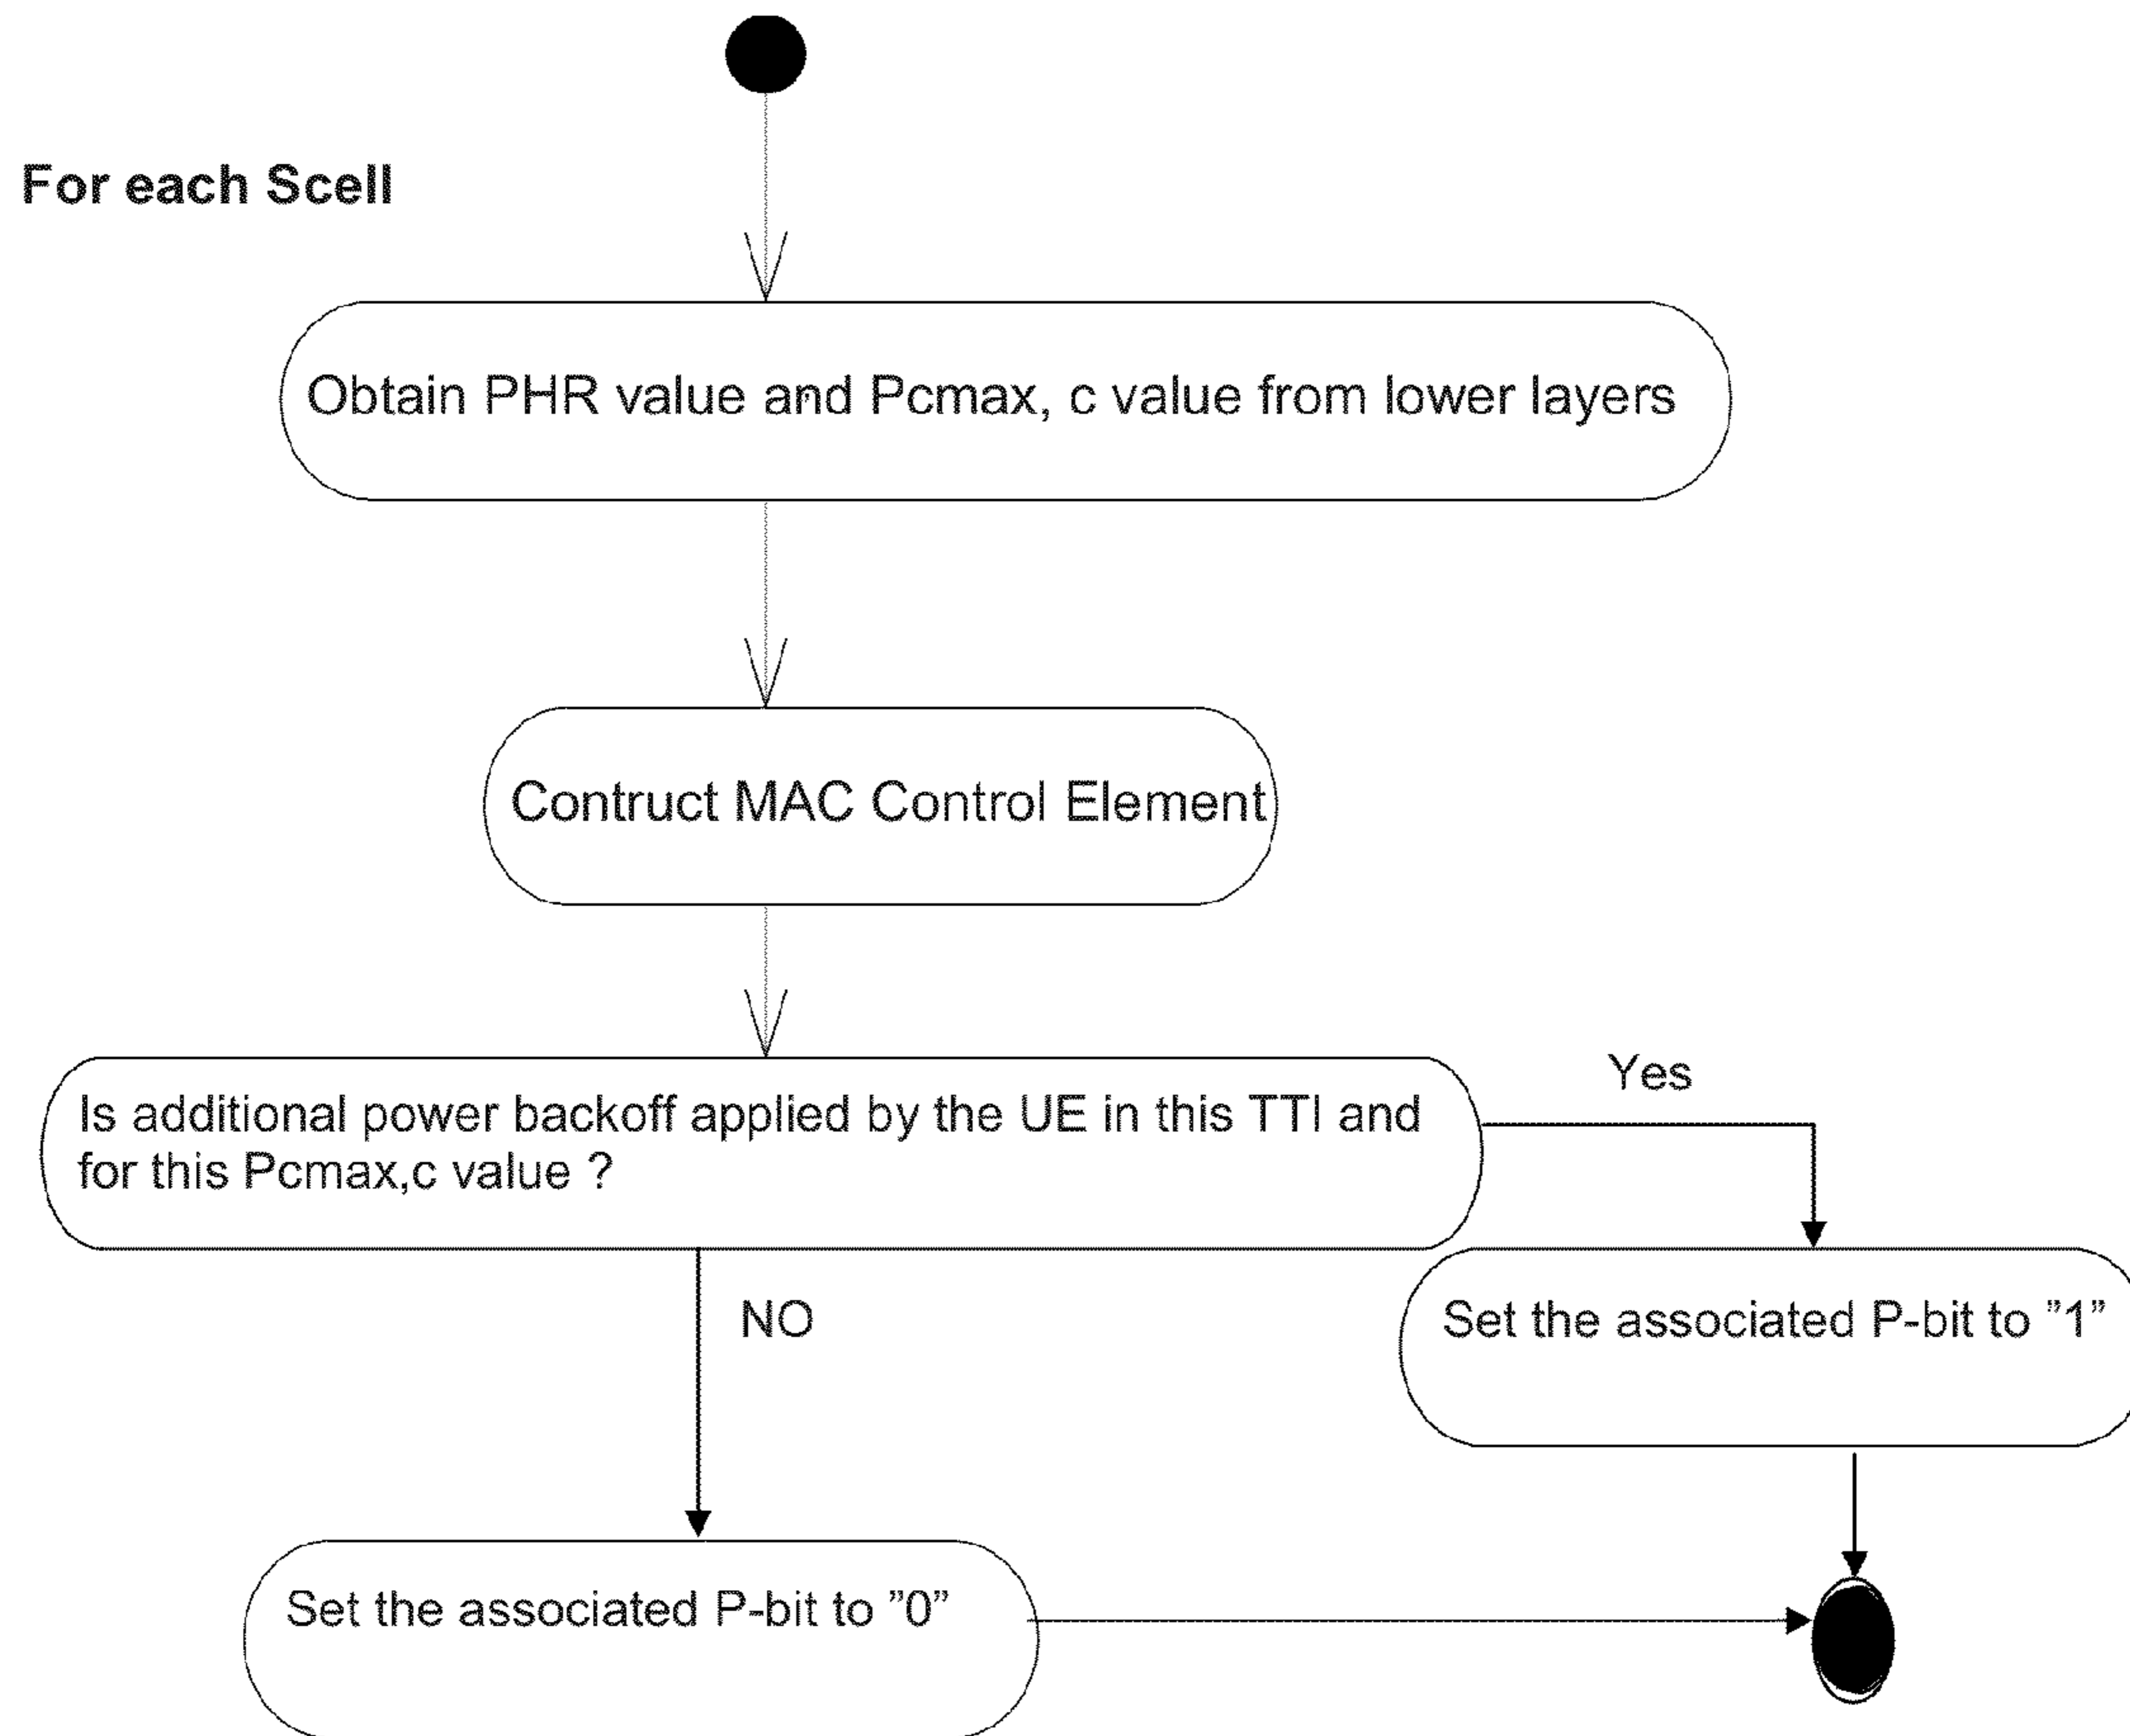 For each Scell
Obtain PHR value and Pcmax, c value from lower layers
Contruct MAC Control Element
Is additional power backoff applied by the UE in this TTI and
for this Pcmax,c value ?
Yes
NO
Set the associated P-bit to ”1”
Set the associated P-bit to ”0”